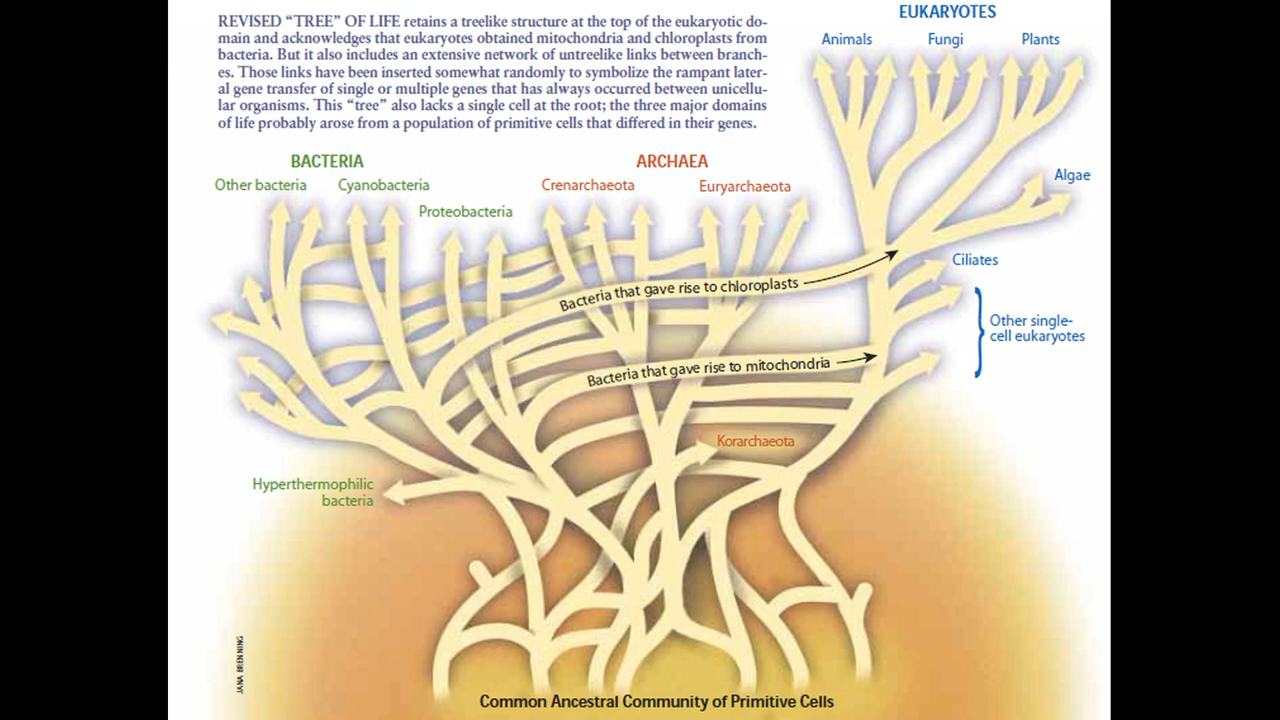 REVISED “TREE” OF LIFE retains a treelike structure at the top of the eukaryotic do-
main and acknowledges that eukaryotes obtained mitochondria and chloroplasts from
bacteria. But it also includes an extensive network of untreelike links between branch-
es. Those links have been inserted somewhat randomly to symbolize the rampant later-
al gene transfer of single or multiple genes that has always occurred between unicellu-
lar organisms. This “tree” also lacks a single cell at the root; the three major domains
of life probably arose from a population of primitive cells that differed in their genes.
EUKARYOTES
Animals
Fungi
Plants
BACTERIA
Other bacteria
Cyanobacteria
Proteobacteria
ARCHAEA
Crenarchaeota
Euryarchaeota
Algae
Ciliates
Bacteria that gave rise to chloroplasts
Other single-
cell eukaryotes
Bacteria that gave rise to mitochondria
Korarchaeota
Hyperthermophilic
bacteria
JANA BRENNING
Common Ancestral Community of Primitive Cells